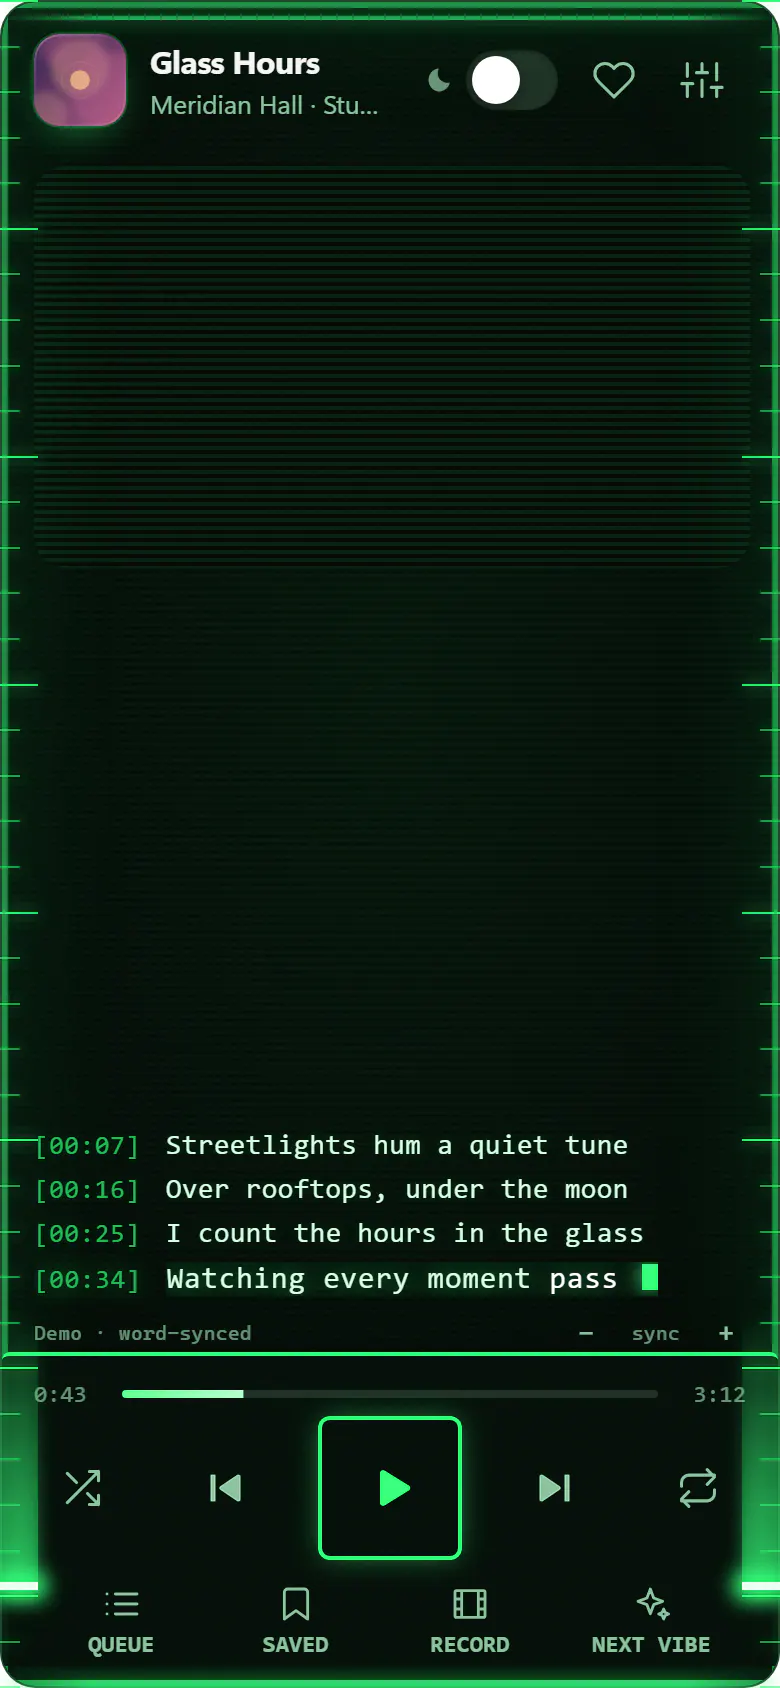 Glass Hours
Meridian Hall · Stu...
[00:07] Streetlights hum a quiet tune
[00:16] Over rooftops, under the moon
[00:25] I count the hours in the glass
[00:34] Watching every moment pass
Demo · word-synced − sync +
0:43 3:12
QUEUE SAVED RECORD NEXT VIBE